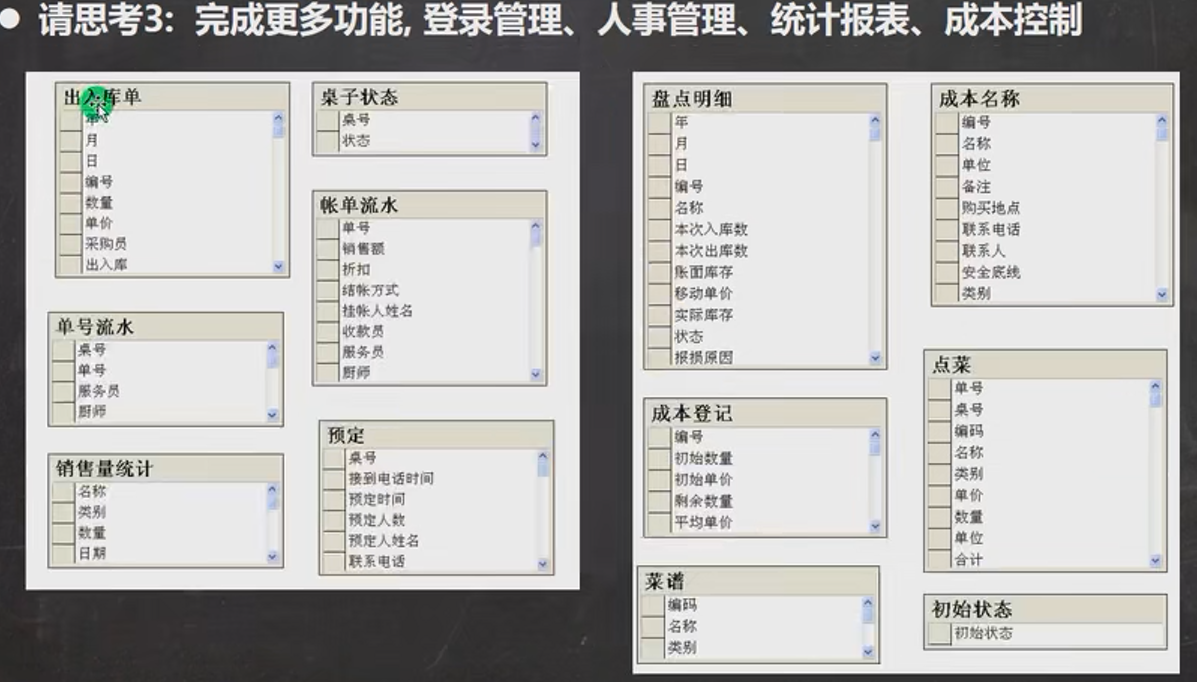 请思考3: 完成更多功能, 登录管理、人事管理、统计报表、成本控制
出入库单
年
月
日
编号
数量
单价
采购员
出入库
桌子状态
桌号
状态
帐单流水
单号
销售额
折扣
结帐方式
挂帐人姓名
收款员
服务员
厨师
单号流水
桌号
单号
服务员
厨师
销售量统计
名称
类别
数量
日期
预定
桌号
接到电话时间
预定时间
预定人数
预定人姓名
联系电话
盘点明细
年
月
日
编号
名称
本次入库数
本次出库数
账面库存
移动单价
实际库存
状态
报损原因
成本名称
编号
名称
单位
备注
购买地点
联系电话
联系人
安全底线
类别
成本登记
编号
初始数量
初始单价
剩余数量
平均单价
点菜
单号
桌号
编码
名称
类别
单价
数量
单位
合计
菜谱
编码
名称
类别
初始状态
初始状态